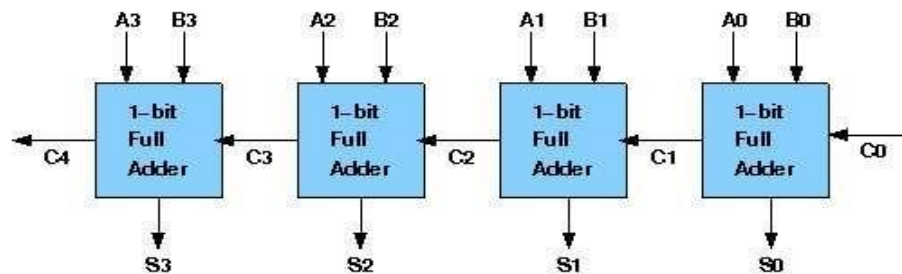 A3 B3 A2 B2 A1 B1 A0 B0
1-bit Full Adder
1-bit Full Adder
1-bit Full Adder
1-bit Full Adder
C4 C3 C2 C1 C0
S3 S2 S1 S0